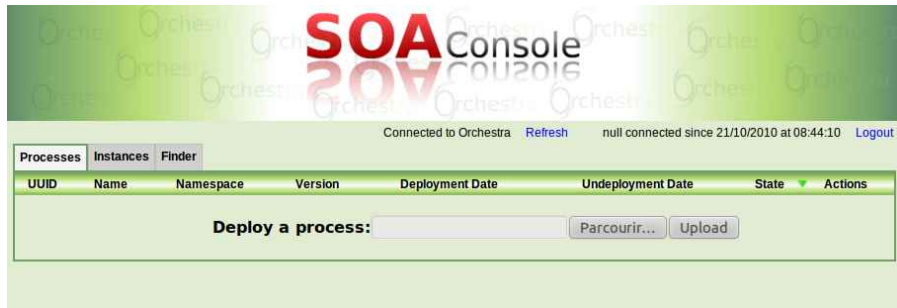 SOA Console
Connected to Orchestra Refresh null connected since 21/10/2010 at 08:44:10 Logout
Processes Instances Finder
UUID Name Namespace Version Deployment Date Undeployment Date State Actions
Deploy a process: Parcourir... Upload